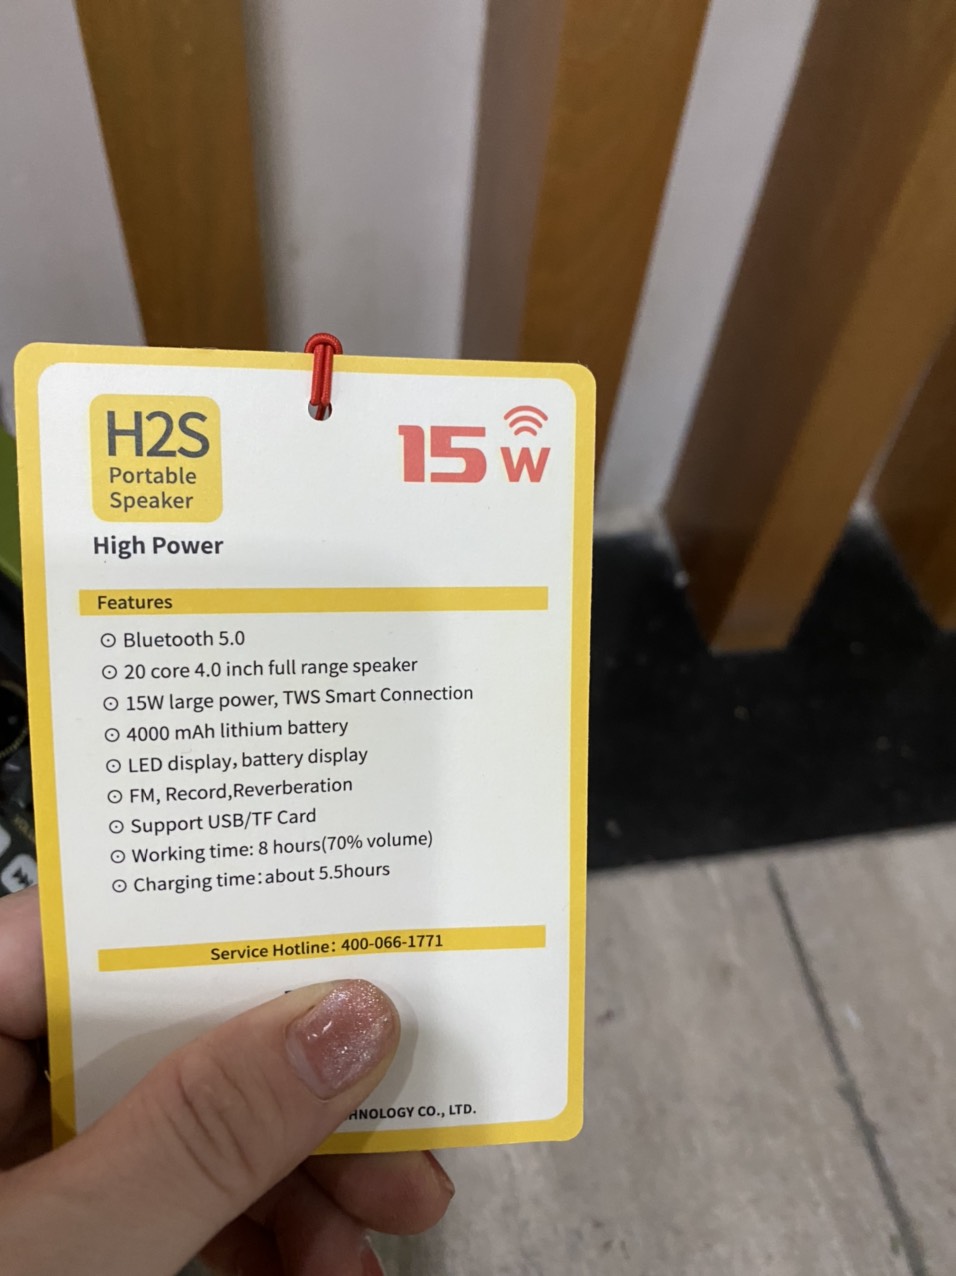 H2S
Portable
Speaker
15 W
High Power
Features
Bluetooth 5.0
20 core 4.0 inch full range speaker
15W large power, TWS Smart Connection
4000 mAh lithium battery
LED display, battery display
FM, Record,Reverberation
Support USB/TF Card
Working time: 8 hours(70% volume)
Charging time:about 5.5hours
Service Hotline: 400-066-1771
CO., LTD.